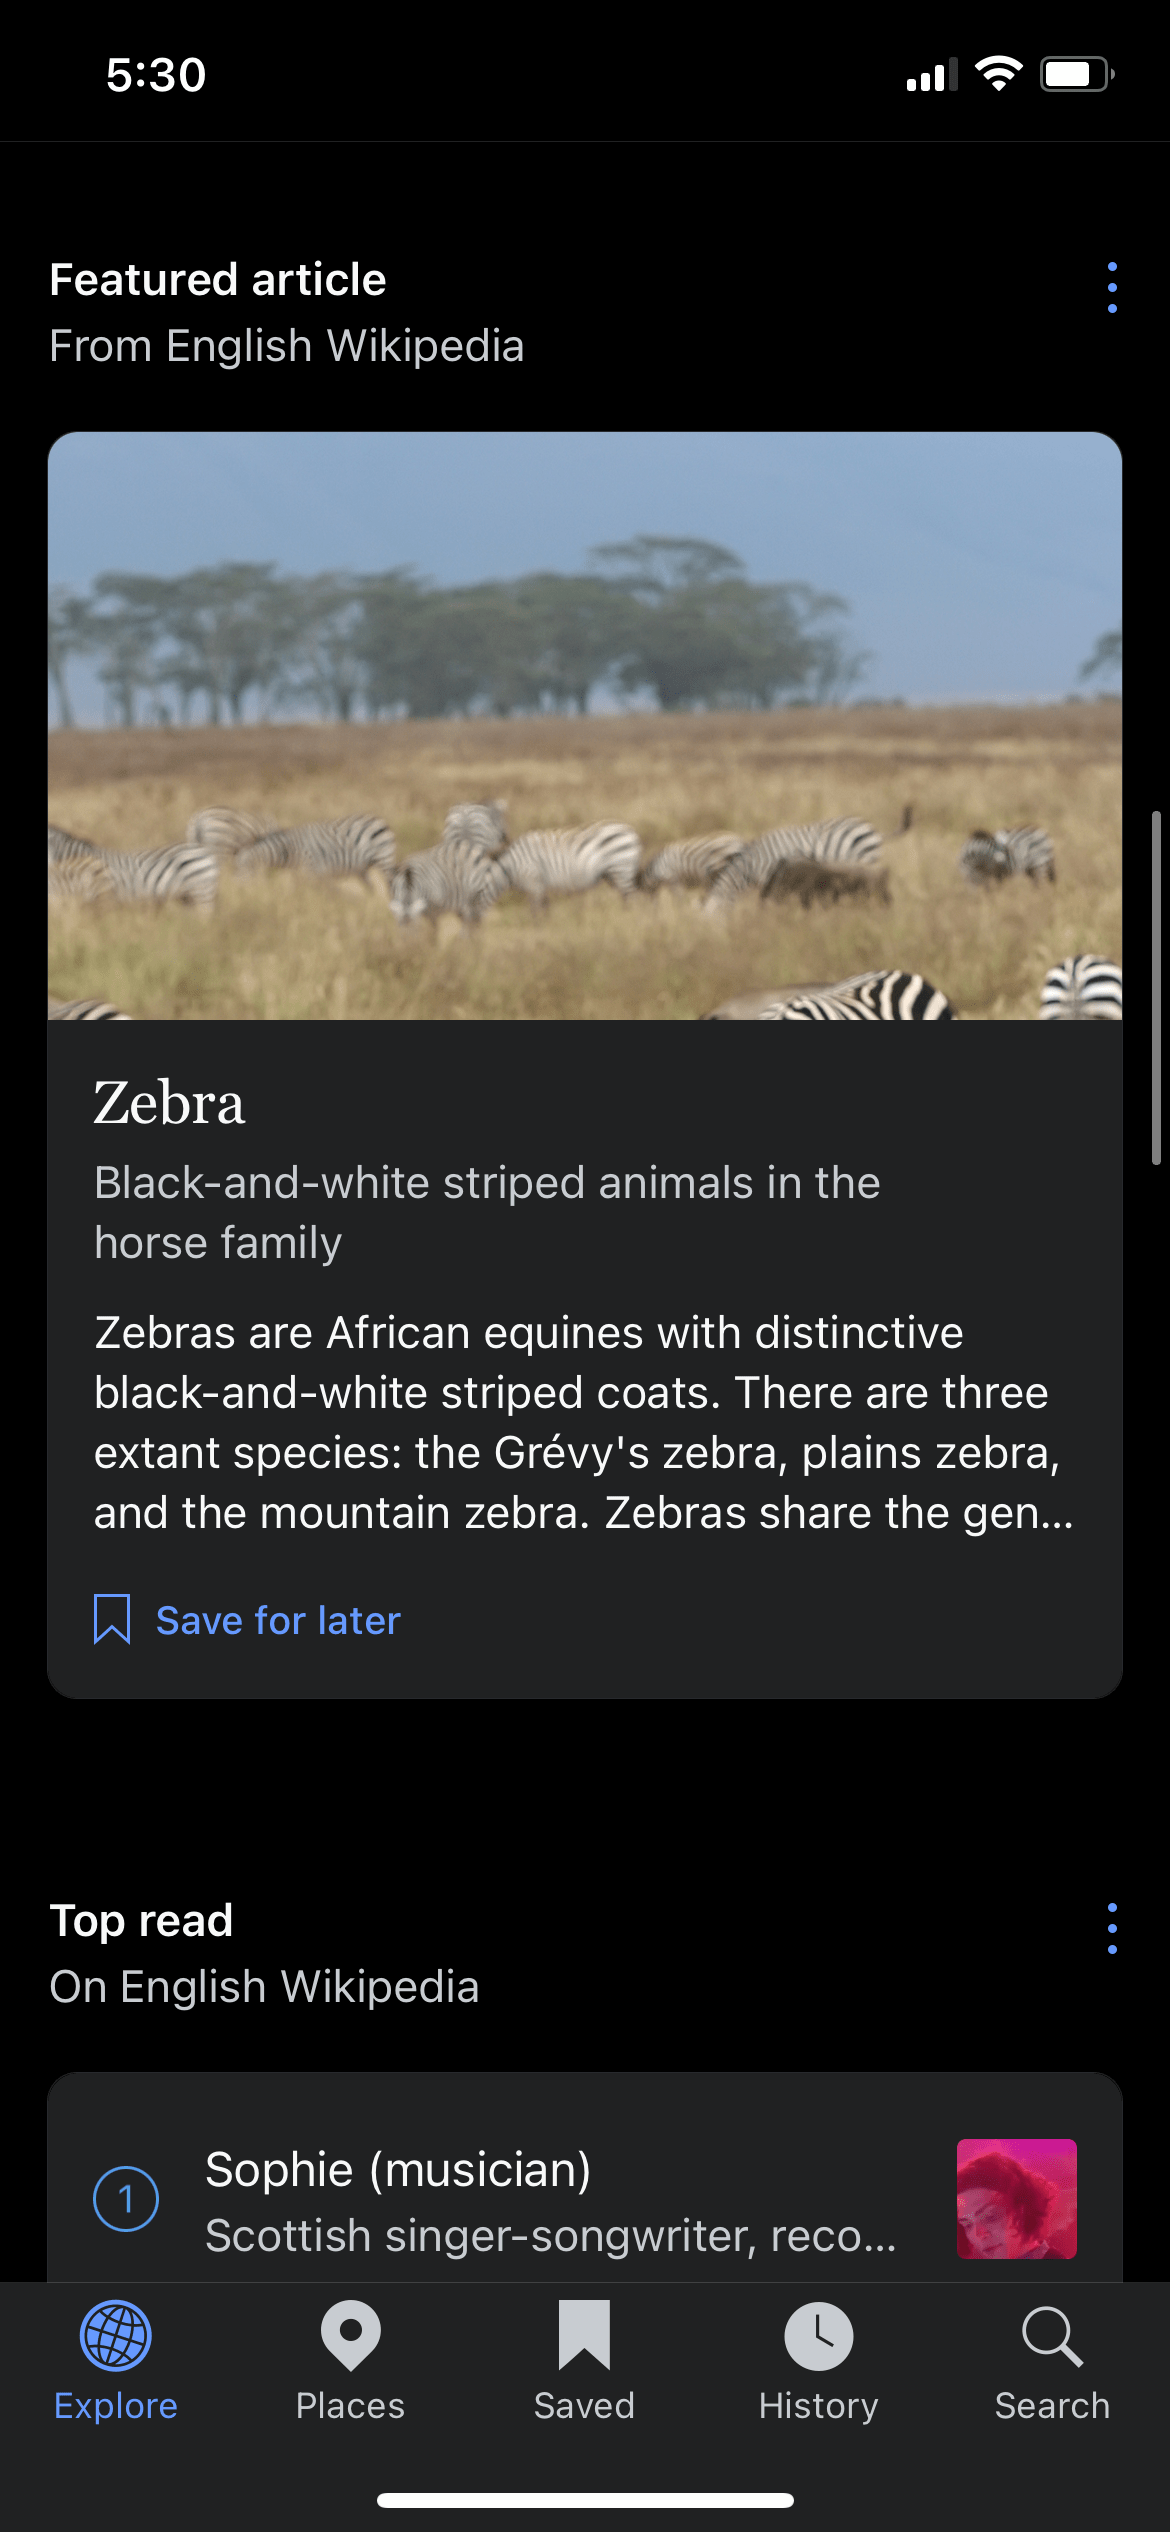 5:30
Featured article
From English Wikipedia
Zebra
Black-and-white striped animals in the
horse family
Zebras are African equines with distinctive
black-and-white striped coats. There are three
extant species: the Grévy's zebra, plains zebra,
and the mountain zebra. Zebras share the gen...
Save for later
Top read
On English Wikipedia
1
Sophie (musician)
Scottish singer-songwriter, reco...
Explore
Places
Saved
History
Search